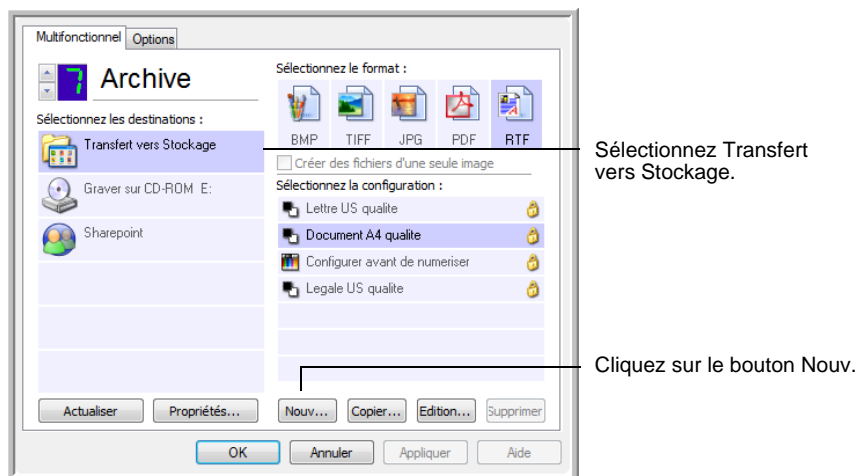 Multifonctionnel
Options
7
Archive
Sélectionnez les destinations :
Transfert vers Stockage
Graver sur CD-ROM E:
Sharepoint
Actualiser
Propriétés...
Sélectionnez le format :
BMP
TIFF
JPG
PDF
RTF
Créer des fichiers d'une seule image
Sélectionnez la configuration :
Lettre US qualite
Document A4 qualite
Configurer avant de numeriser
Legale US qualite
Nouv...
Copier...
Edition...
Supprimer
OK
Annuler
Appliquer
Aide
Sélectionnez Transfert
vers Stockage.
Cliquez sur le bouton Nouv.